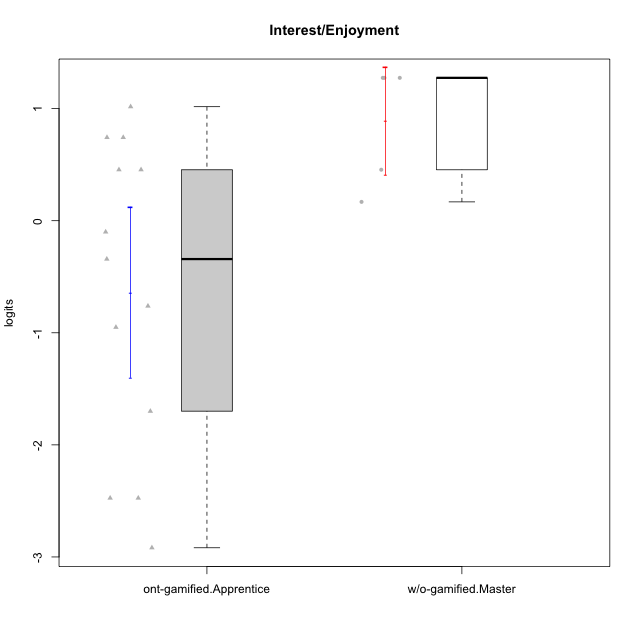 Interest/Enjoyment
logits
1
0
-1
-2
-3
ont-gamified.Apprentice
w/o-gamified.Master